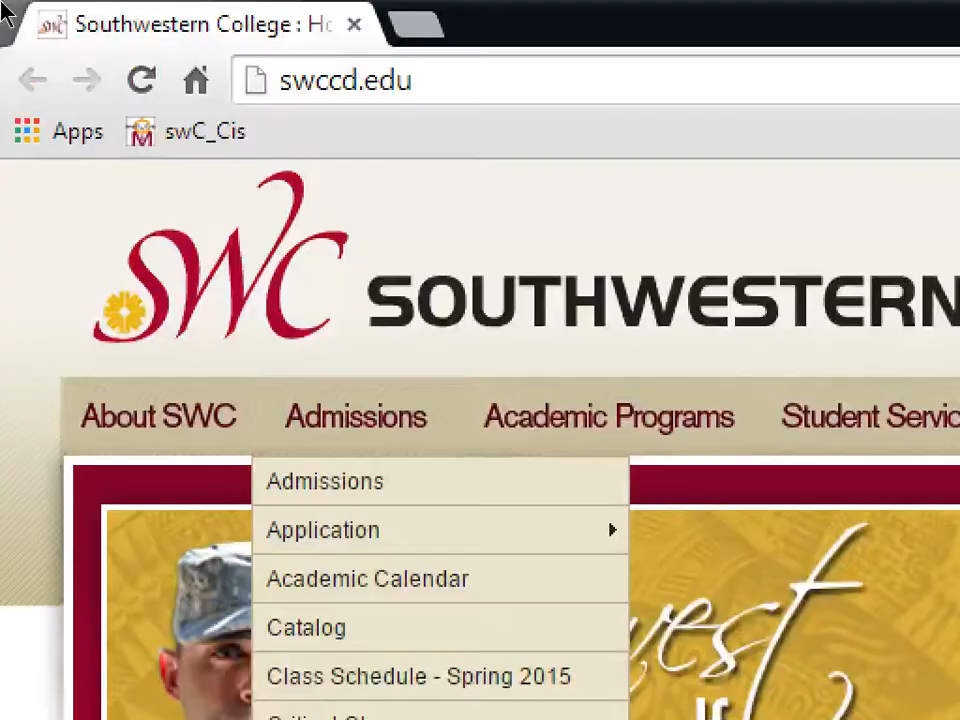 Southwestern College : Ho
swccd.edu
Apps swC_Cis
SWC SOUTHWESTERN
About SWC Admissions Academic Programs Student Servic
Admissions
Application
Academic Calendar
Catalog
Class Schedule - Spring 2015